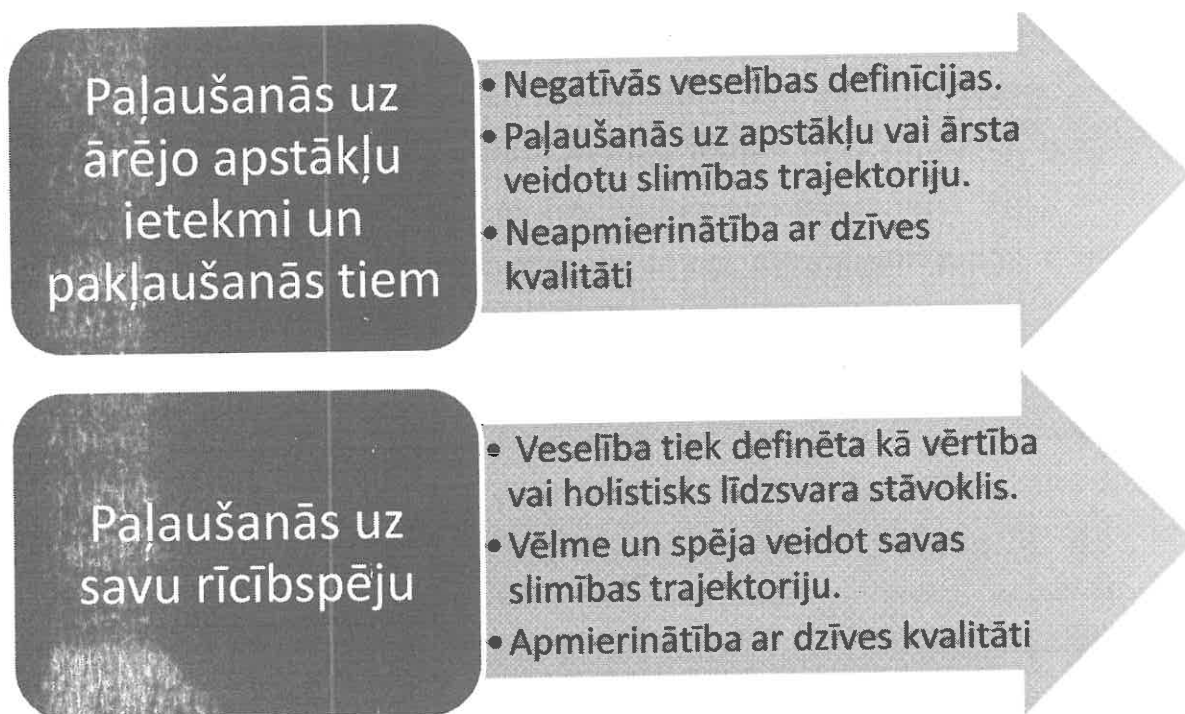 Paļaušanās uz
ārējo apstākļu
ietekmi un
pakļaušanās tiem
• Negatīvās veselības definīcijas.
• Paļaušanās uz apstākļu vai ārsta
veidotu slimības trajektoriju.
• Neapmierinātība ar dzīves
kvalitāti
Paļaušanās uz
savu rīcībspēju
• Veselība tiek definēta kā vērtība
vai holistisks līdzsvara stāvoklis.
• Vēlme un spēja veidot savas
slimības trajektoriju.
• Apmierinātība ar dzīves kvalitāti